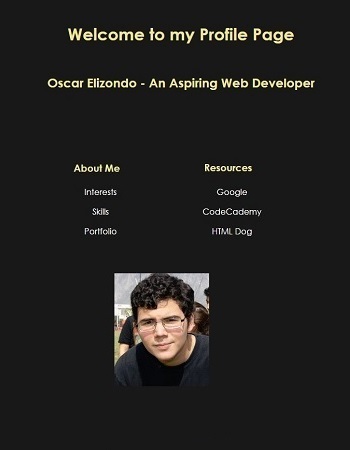 Welcome to my Profile Page
Oscar Elizondo - An Aspiring Web Developer
About Me
Interests
Skills
Portfolio
Resources
Google
CodeCademy
HTML Dog